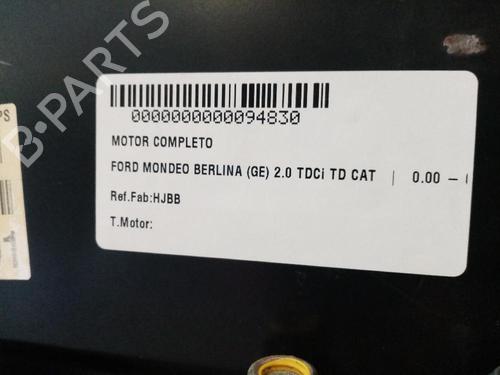 B-PARTS
PS
0000000000094830
MOTOR COMPLETO
FORD MONDEO BERLINA (GE) 2.0 TDCi TD CAT | 0.00 –
Ref.Fab:HJBB
T.Motor: